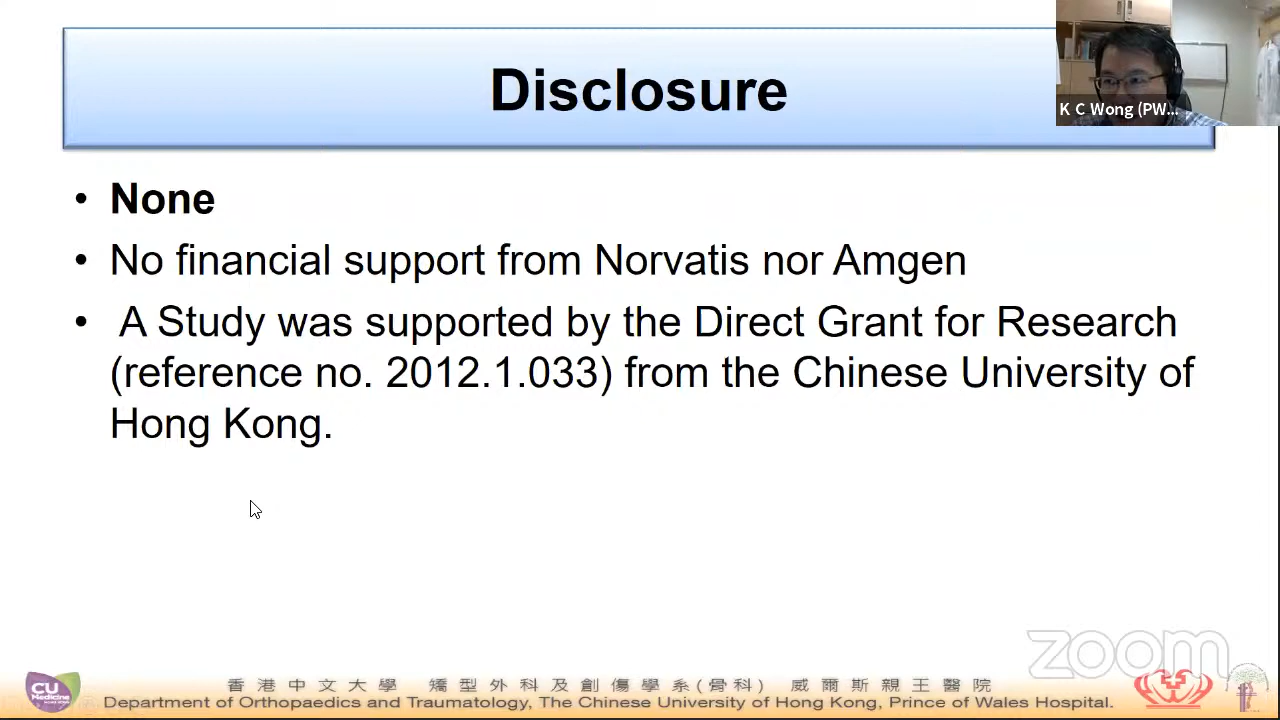 Disclosure
K C Wong (PW...
• None
• No financial support from Norvatis nor Amgen
• A Study was supported by the Direct Grant for Research
(reference no. 2012.1.033) from the Chinese University of
Hong Kong.
zoom
CU
Medicine
HONG KONG
香港中文大學 矯型外科及創傷學系(骨科) 威爾斯親王醫院
Department of Orthopaedics and Traumatology, The Chinese University of Hong Kong, Prince of Wales Hospital.